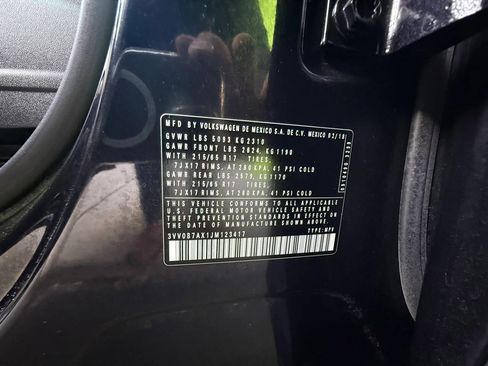 MFD BY VOLKSWAGEN DE MEXICO S.A. DE C.V. MEXICO 02/18
GVWR LBS 5093 KG 2310
GAWR FRONT LBS 2624, KG 1190
WITH 215/65 R17 TIRES,
7JX17 RIMS, AT 280 KPA, 41 PSI COLD
GAWR REAR LBS 2579, KG 1170
WITH 215/65 R17 TIRES,
7JX17 RIMS, AT 280 KPA, 41 PSI COLD
THIS VEHICLE CONFORMS TO ALL APPLICABLE
U.S. FEDERAL MOTOR VEHICLE SAFETY AND
THEFT PREVENTION STANDARDS IN EFFECT ON
THE DATE OF MANUFACTURE SHOWN ABOVE.
3VV0B7AX1JM123417 TYPE:MPV